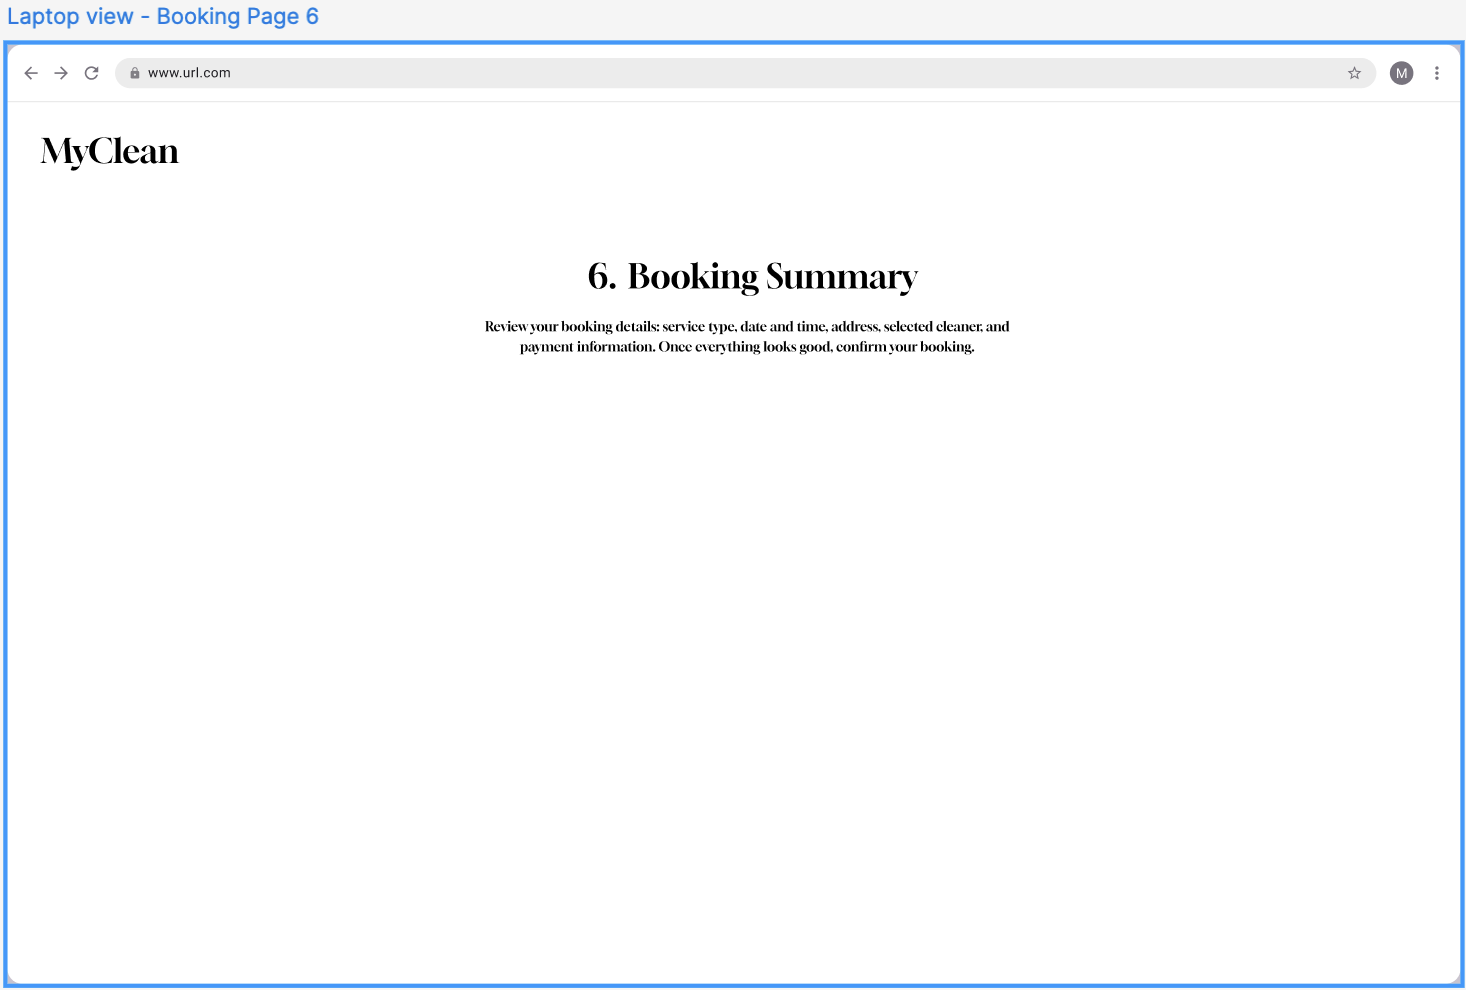 Laptop view - Booking Page 6
www.url.com
M
MyClean
6. Booking Summary
Review your booking details: service type, date and time, address, selected cleaner, and
payment information. Once everything looks good, confirm your booking.